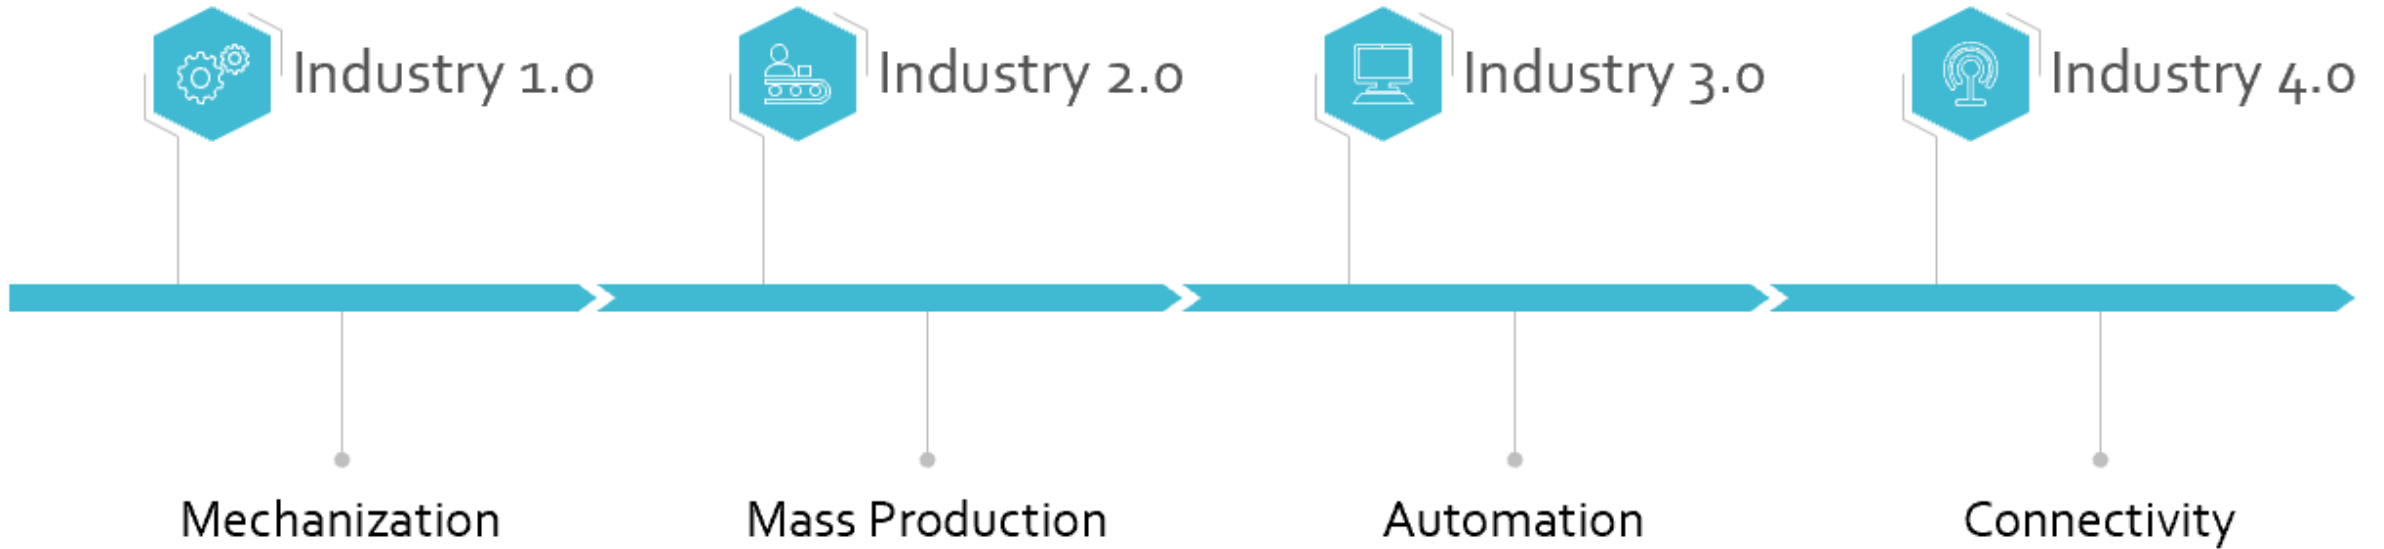 Industry 1.0
Industry 2.0
Industry 3.0
Industry 4.0
Mechanization
Mass Production
Automation
Connectivity